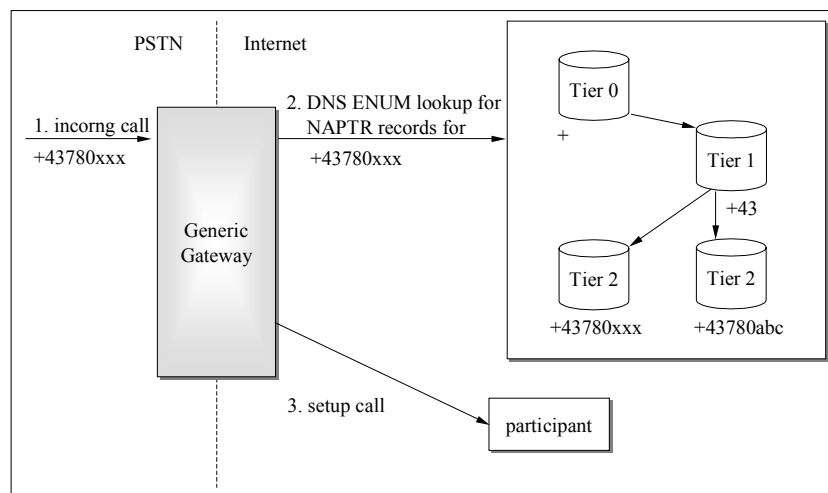 PSTN
Internet
1. incorng call
+43780xxx
Generic
Gateway
2. DNS ENUM lookup for
NAPTR records for
+43780xxx
3. setup call
participant
Tier 0
+
Tier 1
+43
Tier 2
+43780xxx
Tier 2
+43780abc